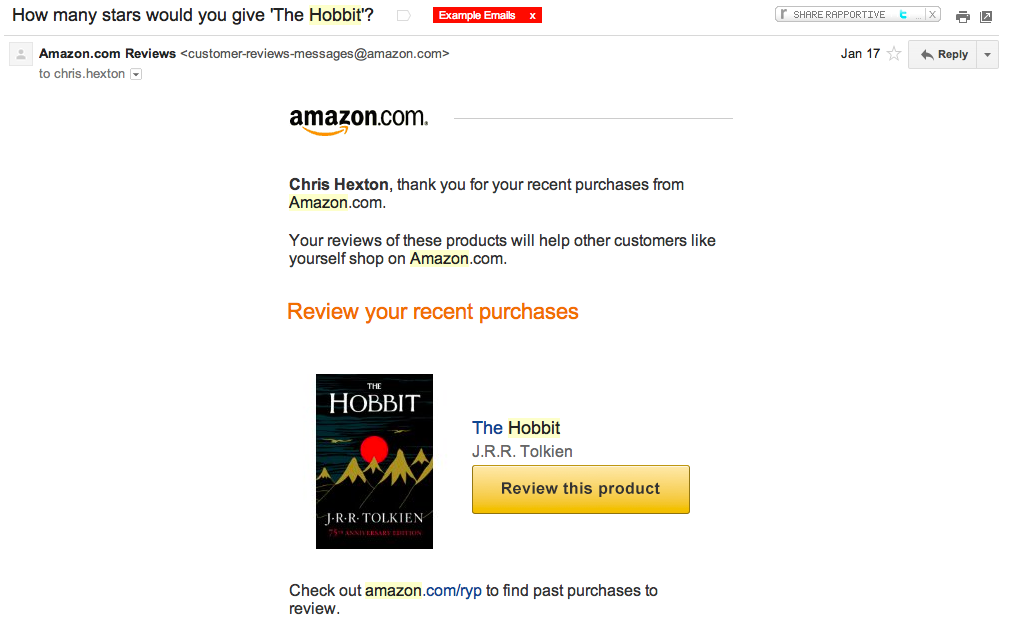 How many stars would you give 'The Hobbit'?
Example Emails x
SHARE RAPPORTIVE t ... X
Amazon.com Reviews <customer-reviews-messages@amazon.com>
Jan 17
Reply
to chris.hexton
amazon.com.
Chris Hexton, thank you for your recent purchases from
Amazon.com.
Your reviews of these products will help other customers like
yourself shop on Amazon.com.
Review your recent purchases
THE
HOBBIT
J·R·R·TOLKIEN
75TH ANNIVERSARY EDITION
The Hobbit
J.R.R. Tolkien
Review this product
Check out amazon.com/ryp to find past purchases to
review.